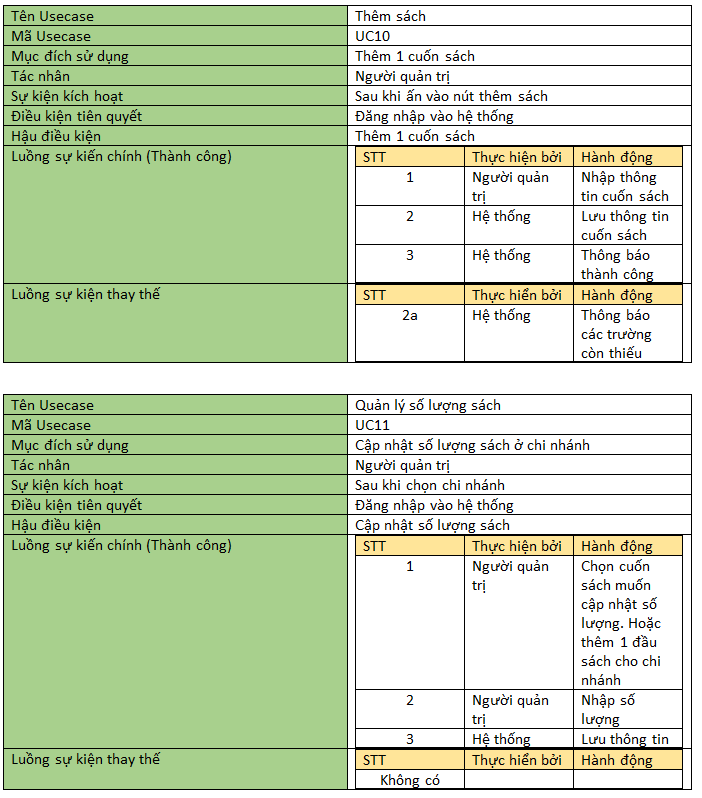 Tên Usecase Thêm sách
Mã Usecase UC10
Mục đích sử dụng Thêm 1 cuốn sách
Tác nhân Người quản trị
Sự kiện kích hoạt Sau khi ấn vào nút thêm sách
Điều kiện tiên quyết Đăng nhập vào hệ thống
Hậu điều kiện Thêm 1 cuốn sách
Luồng sự kiến chính (Thành công) STT Thực hiện bởi Hành động
1 Người quản Nhập thông
trị tin cuốn sách
2 Hệ thống Lưu thông tin
cuốn sách
3 Hệ thống Thông báo
thành công
Luồng sự kiện thay thế STT Thực hiển bởi Hành động
2a Hệ thống Thông báo
các trường
còn thiếu
Tên Usecase Quản lý số lượng sách
Mã Usecase UC11
Mục đích sử dụng Cập nhật số lượng sách ở chi nhánh
Tác nhân Người quản trị
Sự kiện kích hoạt Sau khi chọn chi nhánh
Điều kiện tiên quyết Đăng nhập vào hệ thống
Hậu điều kiện Cập nhật số lượng sách
Luồng sự kiến chính (Thành công) STT Thực hiện bởi Hành động
1 Người quản Chọn cuốn
trị sách muốn
cập nhật số
lượng. Hoặc
thêm 1 đầu
sách cho chi
nhánh
2 Người quản Nhập số
trị lượng
3 Hệ thống Lưu thông tin
Luồng sự kiện thay thế STT Thực hiển bởi Hành động
Không có